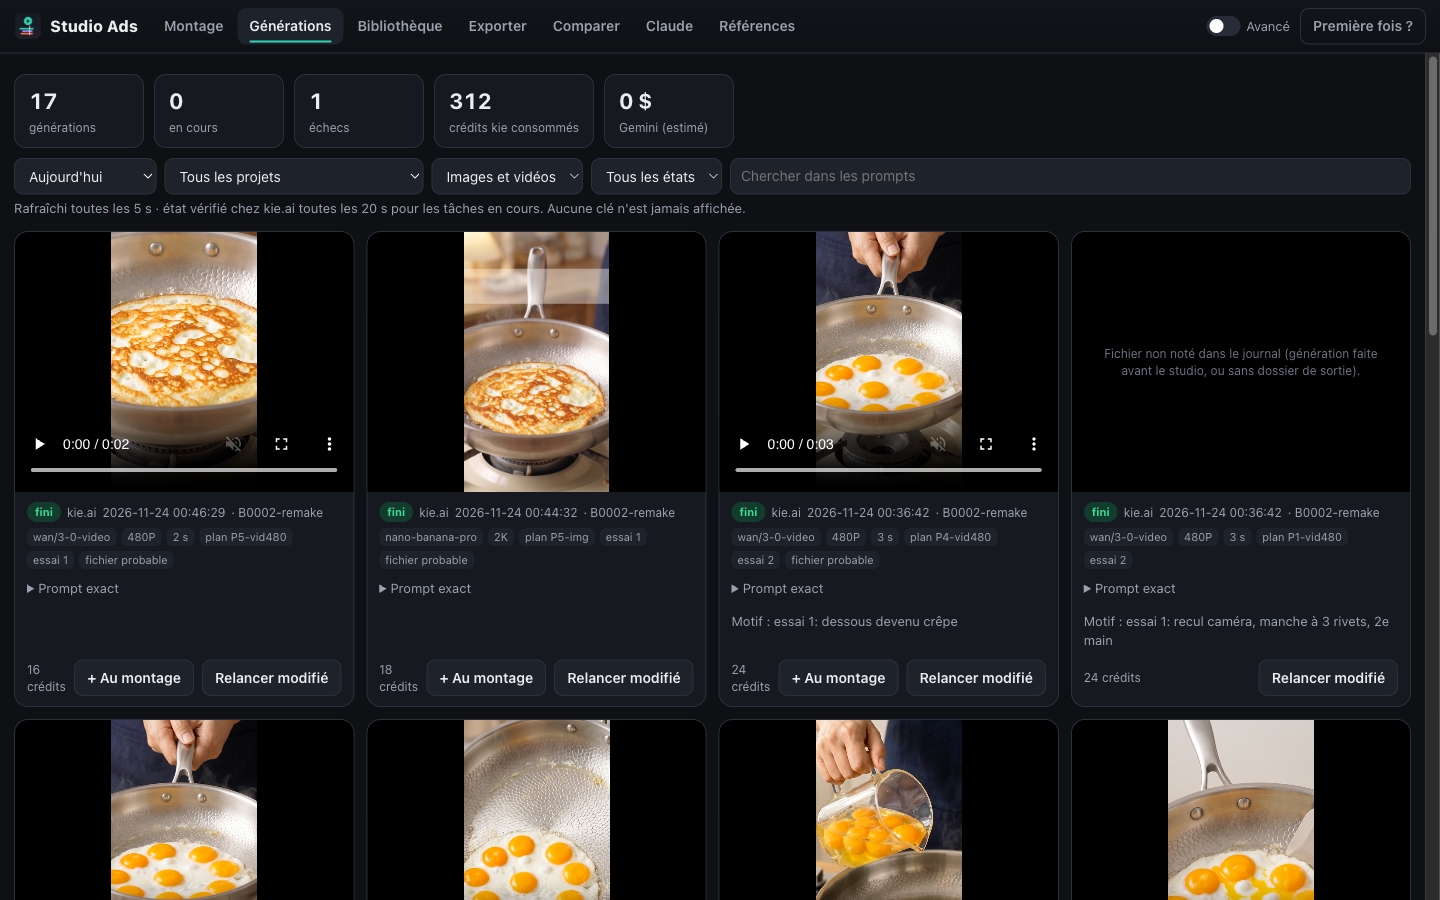 Studio Ads
Montage
Générations
Bibliothèque
Exporter
Comparer
Claude
Références
Avancé
Première fois ?
17
générations
0
en cours
1
échecs
312
crédits kie consommés
0 $
Gemini (estimé)
Aujourd'hui
Tous les projets
Images et vidéos
Tous les états
Chercher dans les prompts
Rafraîchi toutes les 5 s · état vérifié chez kie.ai toutes les 20 s pour les tâches en cours. Aucune clé n'est jamais affichée.
0:00 / 0:02
fini kie.ai 2026-11-24 00:46:29 · B0002-remake
wan/3-0-video 480P 2 s plan P5-vid480
essai 1 fichier probable
Prompt exact
16
crédits
+ Au montage
Relancer modifié
fini kie.ai 2026-11-24 00:44:32 · B0002-remake
nano-banana-pro 2K plan P5-img essai 1
fichier probable
Prompt exact
18
crédits
+ Au montage
Relancer modifié
0:00 / 0:03
fini kie.ai 2026-11-24 00:36:42 · B0002-remake
wan/3-0-video 480P 3 s plan P4-vid480
essai 2 fichier probable
Prompt exact
Motif : essai 1: dessous devenu crêpe
24
crédits
+ Au montage
Relancer modifié
Fichier non noté dans le journal (génération faite
avant le studio, ou sans dossier de sortie).
fini kie.ai 2026-11-24 00:36:42 · B0002-remake
wan/3-0-video 480P 3 s plan P1-vid480
essai 2
Prompt exact
Motif : essai 1: recul caméra, manche à 3 rivets, 2e
main
24 crédits
Relancer modifié